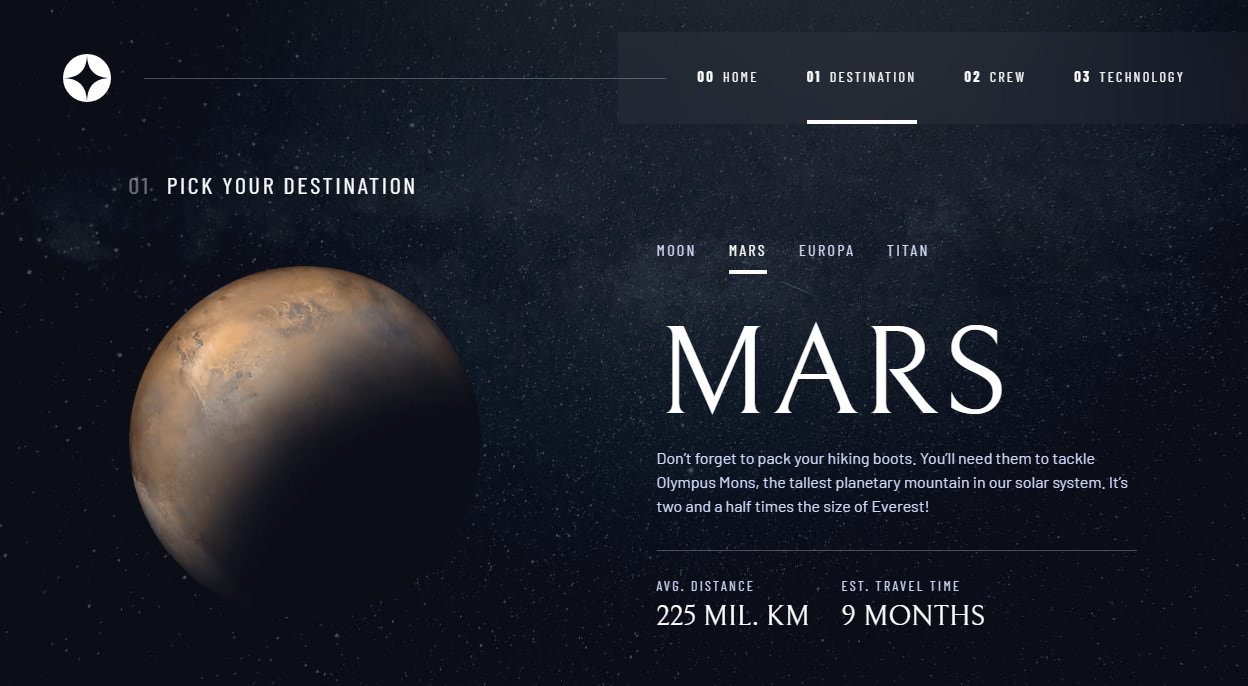 00 HOME 01 DESTINATION 02 CREW 03 TECHNOLOGY
01 PICK YOUR DESTINATION
MOON MARS EUROPA TITAN
MARS
Don’t forget to pack your hiking boots. You’ll need them to tackle
Olympus Mons, the tallest planetary mountain in our solar system. It’s
two and a half times the size of Everest!
AVG. DISTANCE EST. TRAVEL TIME
225 MIL. KM 9 MONTHS